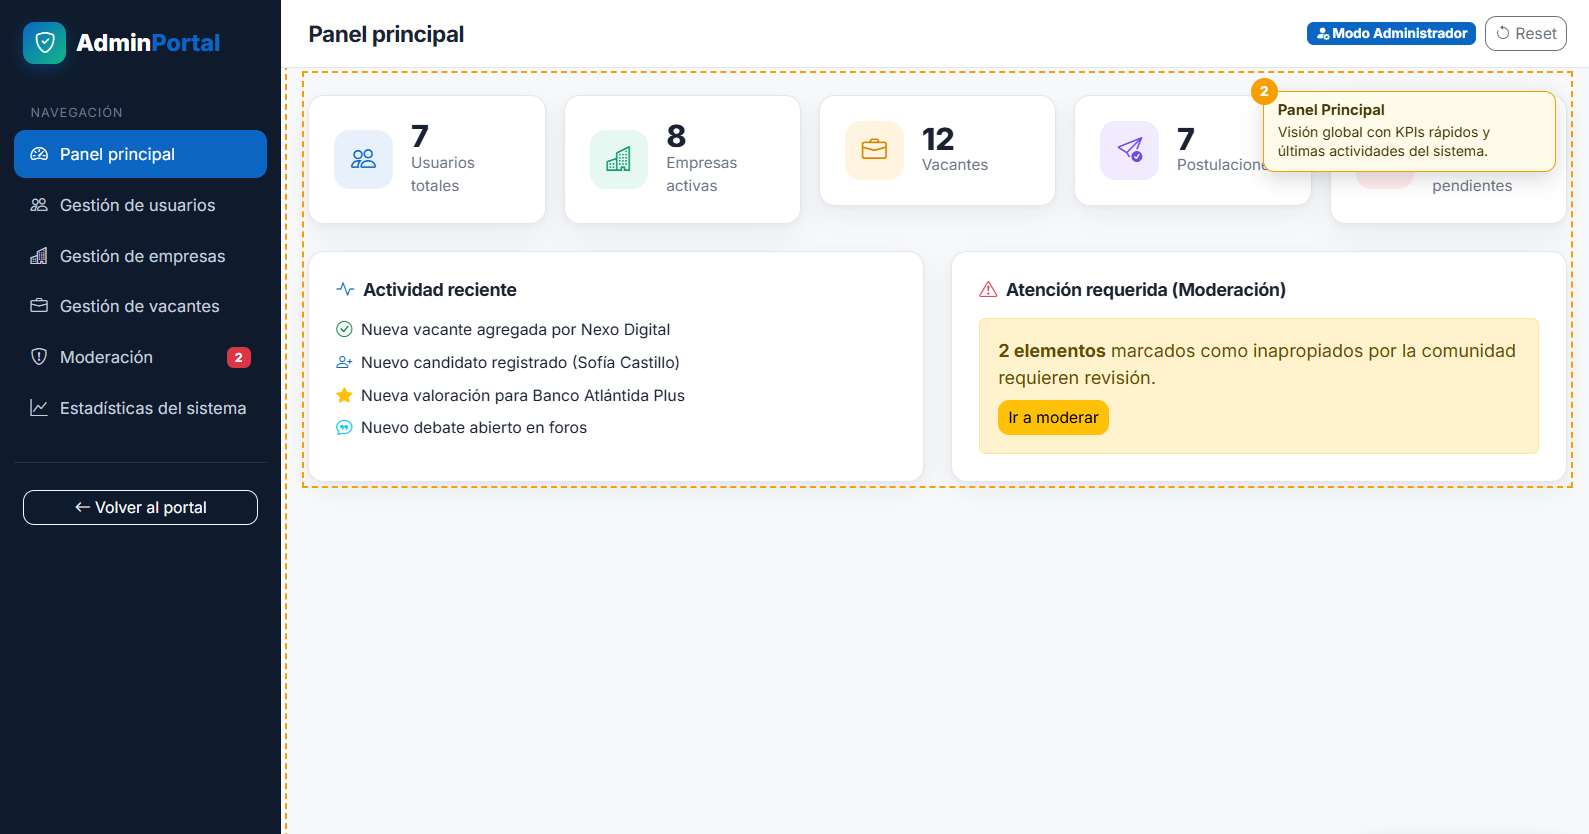 AdminPortal
NAVEGACIÓN
Panel principal
Gestión de usuarios
Gestión de empresas
Gestión de vacantes
Moderación 2
Estadísticas del sistema
← Volver al portal
Panel principal
Modo Administrador
Reset
7
Usuarios
totales
8
Empresas
activas
12
Vacantes
7
pendientes
2
Panel Principal
Visión global con KPIs rápidos y
últimas actividades del sistema.
Actividad reciente
Nueva vacante agregada por Nexo Digital
Nuevo candidato registrado (Sofía Castillo)
Nueva valoración para Banco Atlántida Plus
Nuevo debate abierto en foros
Atención requerida (Moderación)
2 elementos marcados como inapropiados por la comunidad
requieren revisión.
Ir a moderar